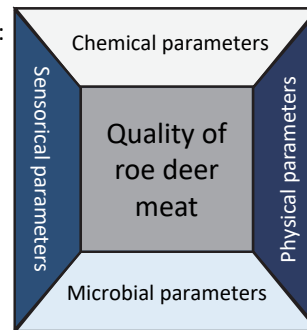 :
Chemical parameters
Sensorical parameters
Quality of
roe deer
meat
Physical parameters
Microbial parameters